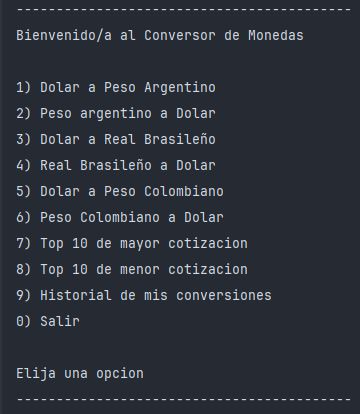 ------------------------------------------
Bienvenido/a al Conversor de Monedas
1) Dolar a Peso Argentino
2) Peso argentino a Dolar
3) Dolar a Real Brasileño
4) Real Brasileño a Dolar
5) Dolar a Peso Colombiano
6) Peso Colombiano a Dolar
7) Top 10 de mayor cotizacion
8) Top 10 de menor cotizacion
9) Historial de mis conversiones
0) Salir
Elija una opcion
------------------------------------------